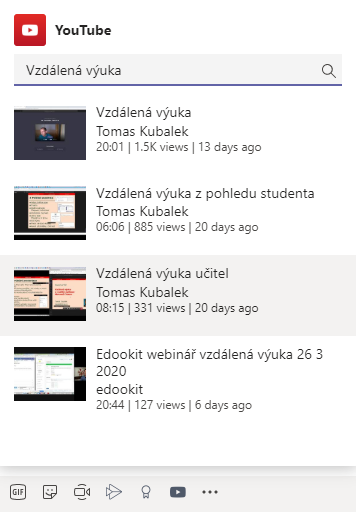 YouTube
Vzdálená výuka
Vzdálená výuka
Tomas Kubalek
20:01 | 1.5K views | 13 days ago
Vzdálená výuka z pohledu studenta
Tomas Kubalek
06:06 | 885 views | 20 days ago
Vzdálená výuka učitel
Tomas Kubalek
08:15 | 331 views | 20 days ago
Edookit webinář vzdálená výuka 26 3
2020
edookit
20:44 | 127 views | 6 days ago
GIF